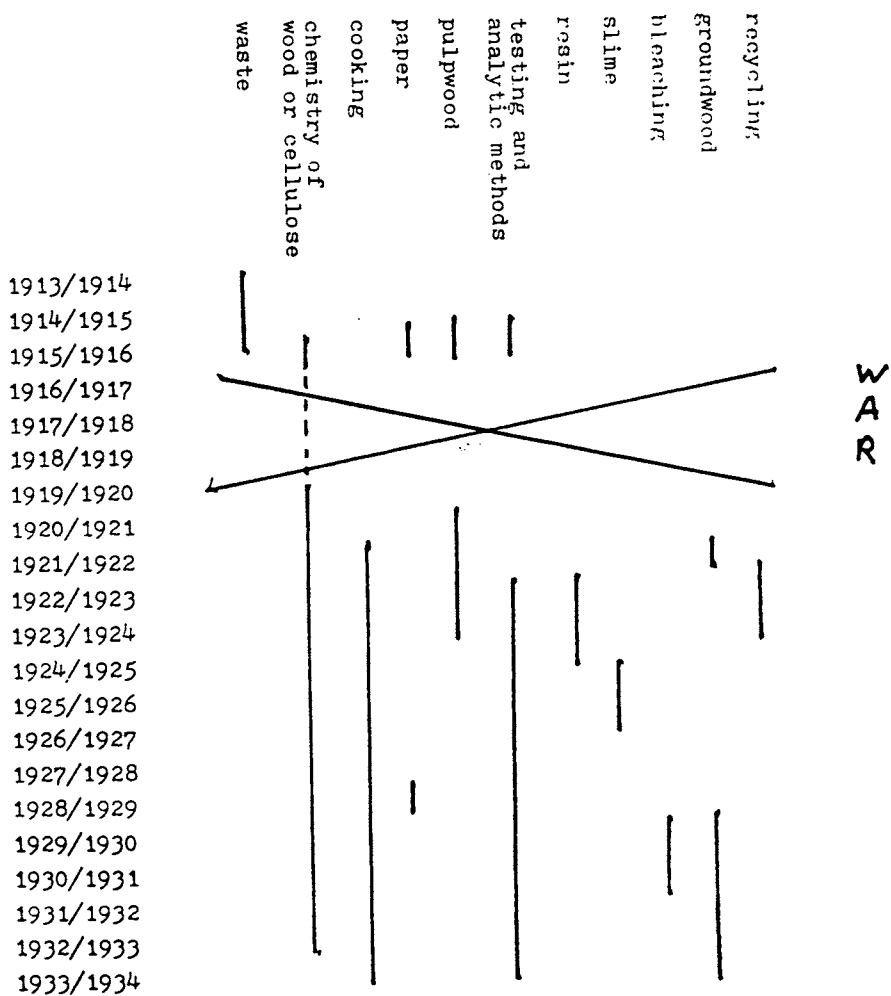 waste
chemistry of
wood or cellulose
cooking
paper
pulpwood
testing and
analytic methods
resin
slime
bleaching
groundwood
recycling
1913/1914
1914/1915
1915/1916
1916/1917
1917/1918
1918/1919
1919/1920
1920/1921
1921/1922
1922/1923
1923/1924
1924/1925
1925/1926
1926/1927
1927/1928
1928/1929
1929/1930
1930/1931
1931/1932
1932/1933
1933/1934
WAR